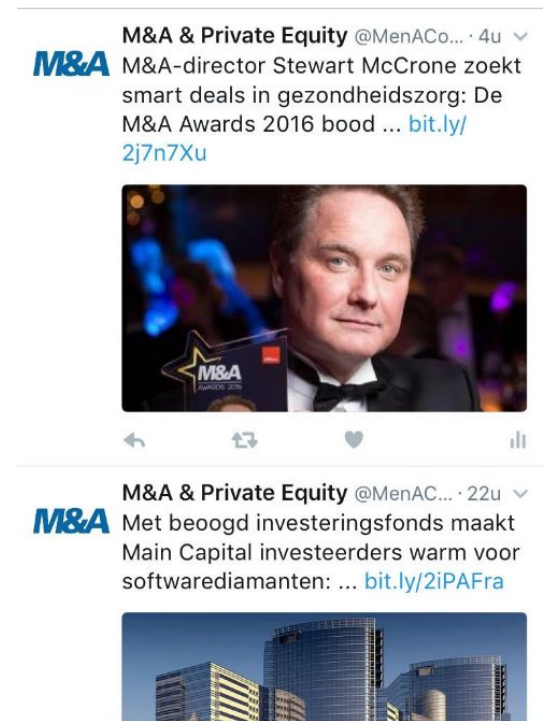 M&A & Private Equity @MenACo... · 4u
M&A
M&A-director Stewart McCrone zoekt
smart deals in gezondheidszorg: De
M&A Awards 2016 bood ... bit.ly/
2j7n7Xu
M&A
AWARDS 2016
M&A & Private Equity @MenAC... · 22u
M&A
Met beoogd investeringsfonds maakt
Main Capital investeerders warm voor
softwarediamanten: ... bit.ly/2iPAFra